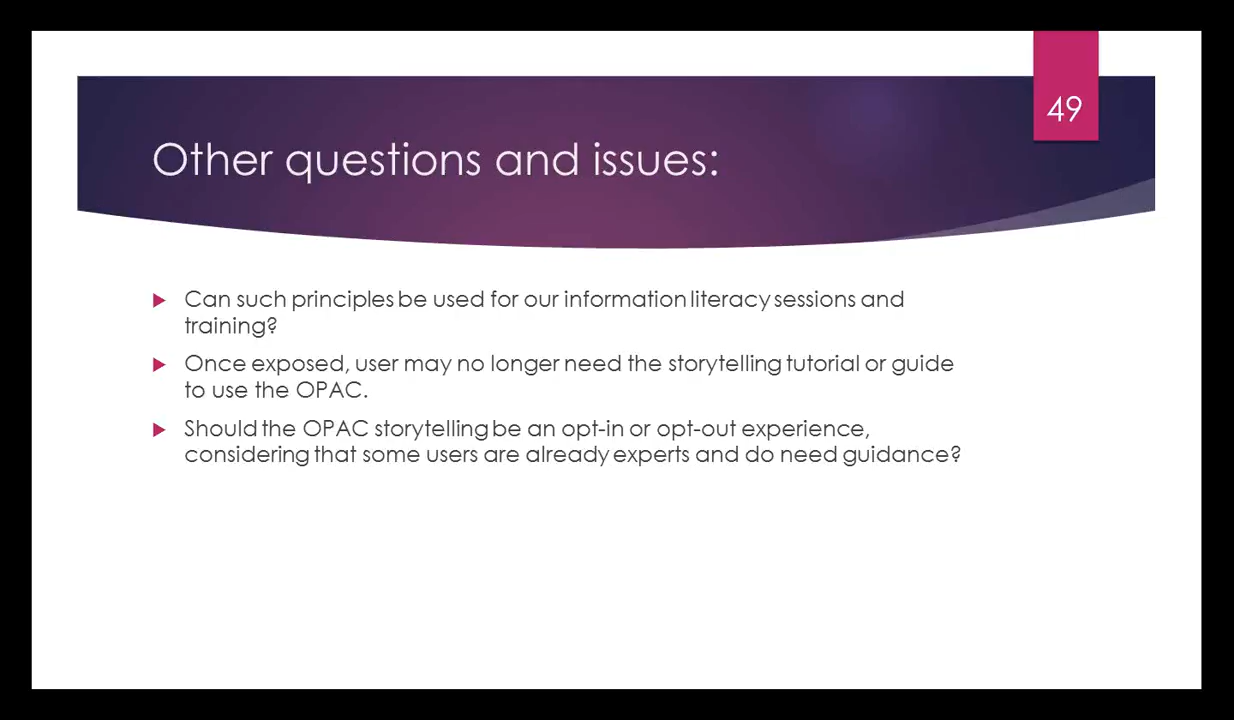 49
Other questions and issues:
Can such principles be used for our information literacy sessions and
training?
Once exposed, user may no longer need the storytelling tutorial or guide
to use the OPAC.
Should the OPAC storytelling be an opt-in or opt-out experience,
considering that some users are already experts and do need guidance?